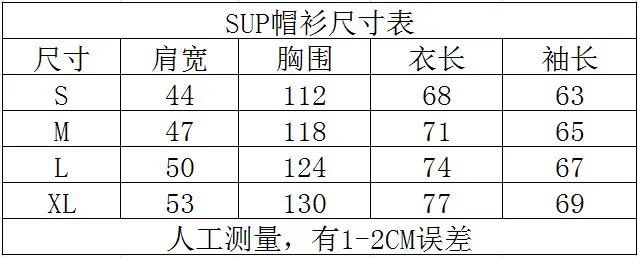 SUP帽衫尺寸表
尺寸 肩宽 胸围 衣长 袖长
S 44 112 68 63
M 47 118 71 65
L 50 124 74 67
XL 53 130 77 69
人工测量，有1-2CM误差